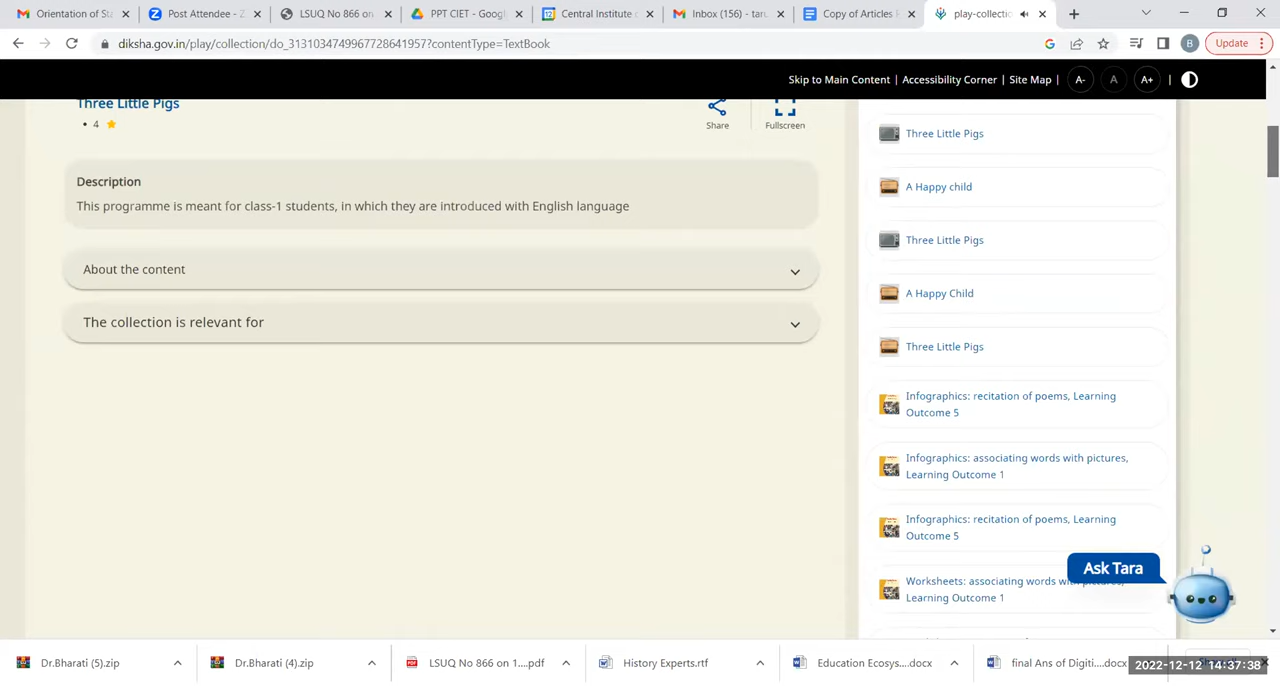 Orientation of Sta
Post Attendee - Z
LSUQ No 866 on
PPT CIET - Google
Central Institute
Inbox (156) - taru
Copy of Articles
play-collectio
diksha.gov.in/play/collection/do_3131034749967728641957?contentType=TextBook
B
Update
Skip to Main Content | Accessibility Corner | Site Map |
A-
A
A+
|
Three Little Pigs
• 4
Share
Fullscreen
Description
This programme is meant for class-1 students, in which they are introduced with English language
About the content
The collection is relevant for
Three Little Pigs
A Happy child
Three Little Pigs
A Happy Child
Three Little Pigs
Infographics: recitation of poems, Learning
Outcome 5
Infographics: associating words with pictures,
Learning Outcome 1
Infographics: recitation of poems, Learning
Outcome 5
Worksheets: associating words with pictures,
Learning Outcome 1
Ask Tara
Dr.Bharati (5).zip
Dr.Bharati (4).zip
LSUQ No 866 on 1....pdf
History Experts.rtf
Education Ecosys....docx
final Ans of Digiti....docx
2022-12-12 14:37:38